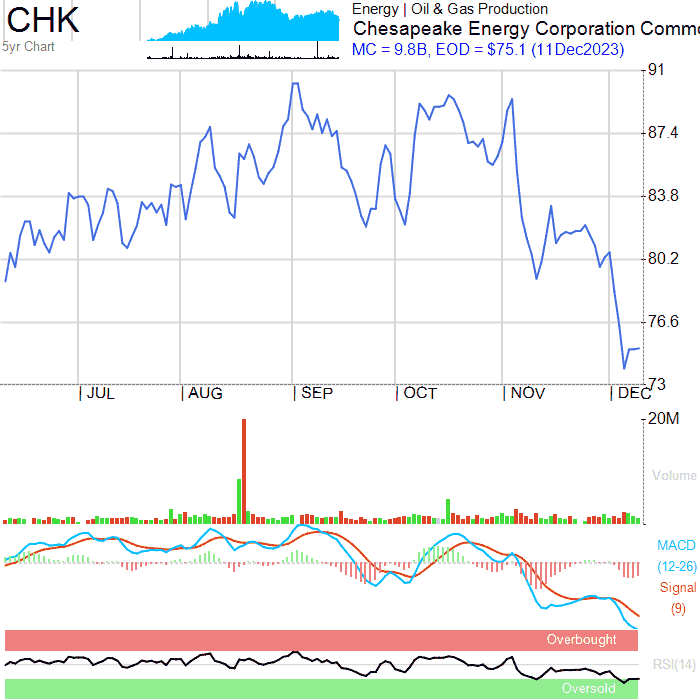 CHK
5yr Chart
Energy | Oil & Gas Production
Chesapeake Energy Corporation Commo
MC = 9.8B, EOD = $75.1 (11Dec2023)
91
87.4
83.8
80.2
76.6
73
JUL
AUG
SEP
OCT
NOV
DEC
20M
Volume
MACD
(12-26)
Signal
(9)
Overbought
RSI(14)
Oversold